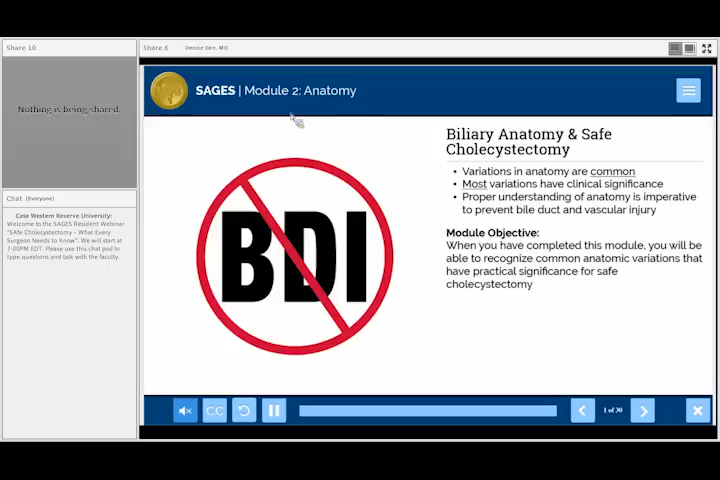 Share 10
Share 6
Denise Gee, MD
Nothing is being shared.
Chat (Everyone)
Case Western Reserve University:
Welcome to the SAGES Resident Webinar
"SAfe Cholecystectomy - What Every
Surgeon Needs to Know". We will start at
7:00PM EDT. Please use this chat pod to
type questions and talk with the faculty.
SAGES | Module 2: Anatomy
BDI
Biliary Anatomy & Safe
Cholecystectomy
• Variations in anatomy are common
• Most variations have clinical significance
• Proper understanding of anatomy is imperative
to prevent bile duct and vascular injury
Module Objective:
When you have completed this module, you will be
able to recognize common anatomic variations that
have practical significance for safe
cholecystectomy
CC
1 of 30